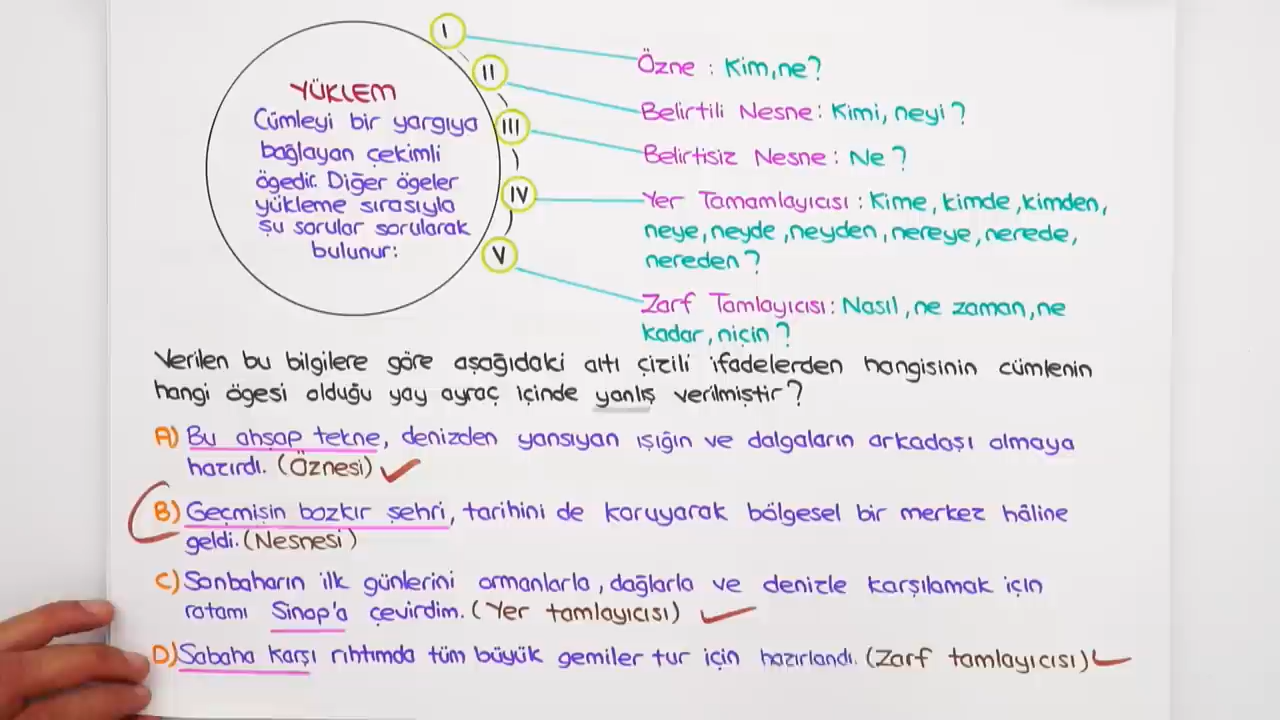 YÜKLEM
Cümleyi bir yargıya
bağlayan çekimli
ögedir. Diğer ögeler
yükleme sırasıyla
şu sorular sorularak
bulunur:
I
Özne : Kim, ne?
II
Belirtili Nesne : Kimi, neyi ?
III
Belirtisiz Nesne : Ne ?
IV
Yer Tamamlayıcısı : Kime, kimde, kimden,
neye, neyde, neyden, nereye, nerede,
nereden ?
V
Zarf Tamlayıcısı : Nasıl, ne zaman, ne
kadar, niçin ?
Verilen bu bilgilere göre aşağıdaki altı çizili ifadelerden hangisinin cümlenin
hangi ögesi olduğu yay ayraç içinde yanlış verilmiştir ?
A) Bu ahşap tekne, denizden yansıyan ışığın ve dalgaların arkadaşı olmaya
hazırdı. (Öznesi)
B) Geçmişin bozkır şehri, tarihini de koruyarak bölgesel bir merkez hâline
geldi. (Nesnesi)
C) Sonbaharın ilk günlerini ormanlarla, dağlarla ve denizle karşılamak için
rotamı Sinop'a çevirdim. (Yer tamlayıcısı)
D) Sabaha karşı rıhtımda tüm büyük gemiler tur için hazırlandı. (Zarf tamlayıcısı)